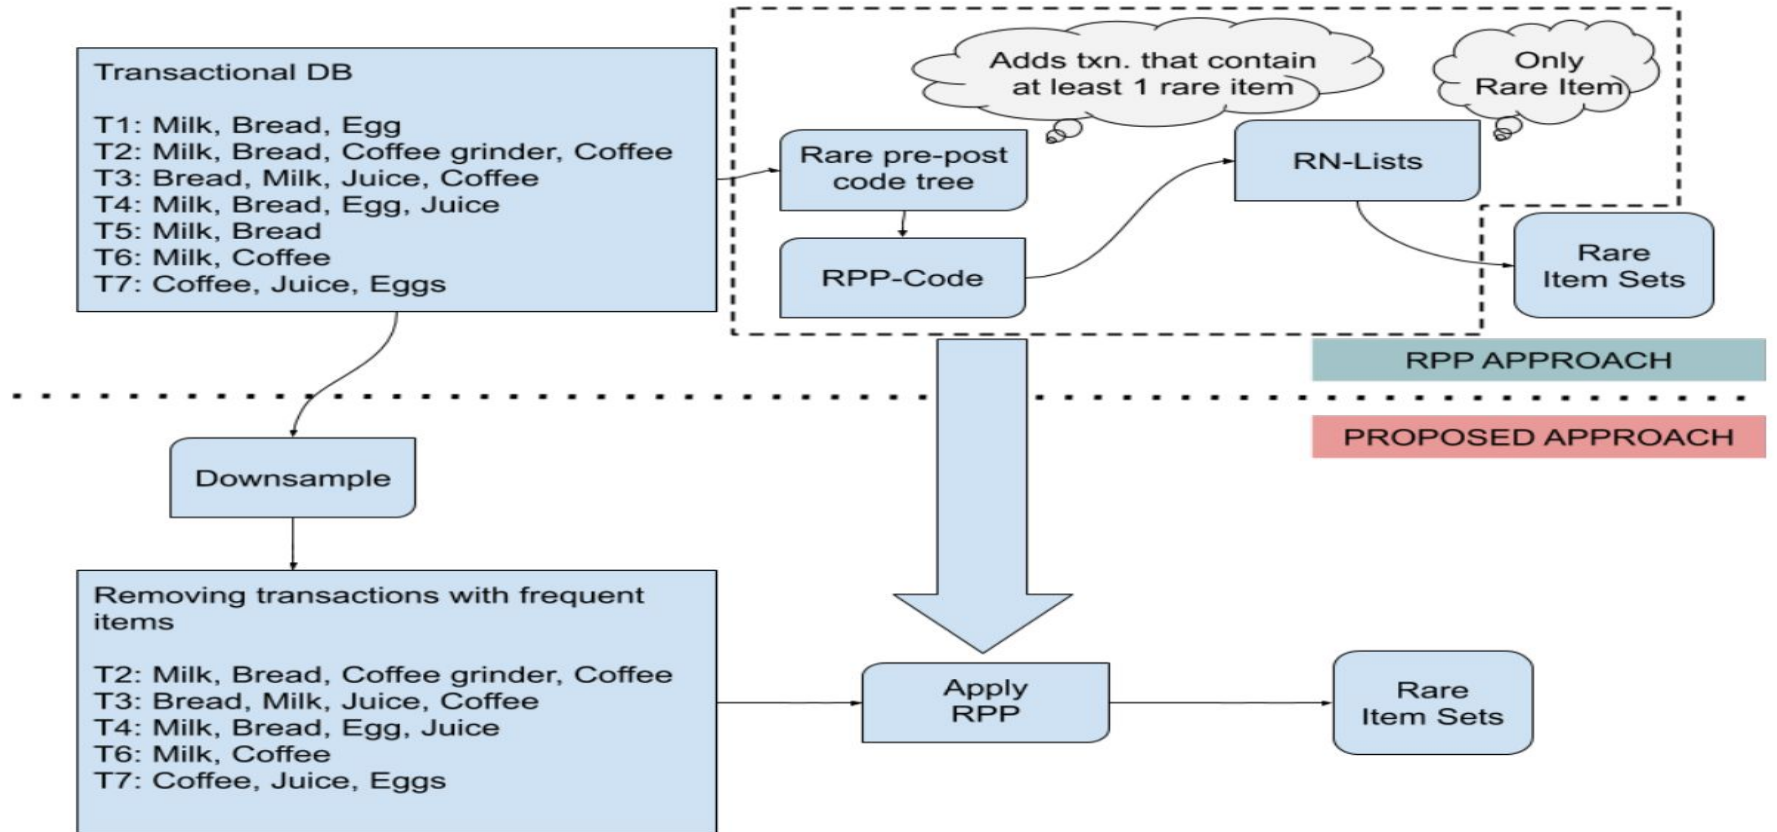 Transactional DB
T1: Milk, Bread, Egg
T2: Milk, Bread, Coffee grinder, Coffee
T3: Bread, Milk, Juice, Coffee
T4: Milk, Bread, Egg, Juice
T5: Milk, Bread
T6: Milk, Coffee
T7: Coffee, Juice, Eggs
Adds txn. that contain
at least 1 rare item
Only
Rare Item
Rare pre-post
code tree
RN-Lists
RPP-Code
Rare
Item Sets
RPP APPROACH
PROPOSED APPROACH
Downsample
Removing transactions with frequent
items
T2: Milk, Bread, Coffee grinder, Coffee
T3: Bread, Milk, Juice, Coffee
T4: Milk, Bread, Egg, Juice
T6: Milk, Coffee
T7: Coffee, Juice, Eggs
Apply
RPP
Rare
Item Sets